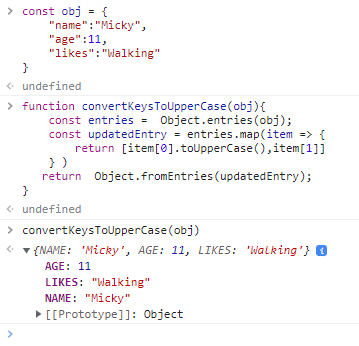 > const obj = {
    "name":"Micky",
    "age":11,
    "likes":"Walking"
}
undefined
> function convertKeysToUpperCase(obj){
    const entries =  Object.entries(obj);
    const updatedEntry = entries.map(item => {
        return [item[0].toUpperCase(),item[1]]
    } )
   return  Object.fromEntries(updatedEntry);
}
undefined
> convertKeysToUpperCase(obj)
▼ {NAME: 'Micky', AGE: 11, LIKES: 'Walking'} i
    AGE: 11
    LIKES: "Walking"
    NAME: "Micky"
  ▶ [[Prototype]]: Object
>